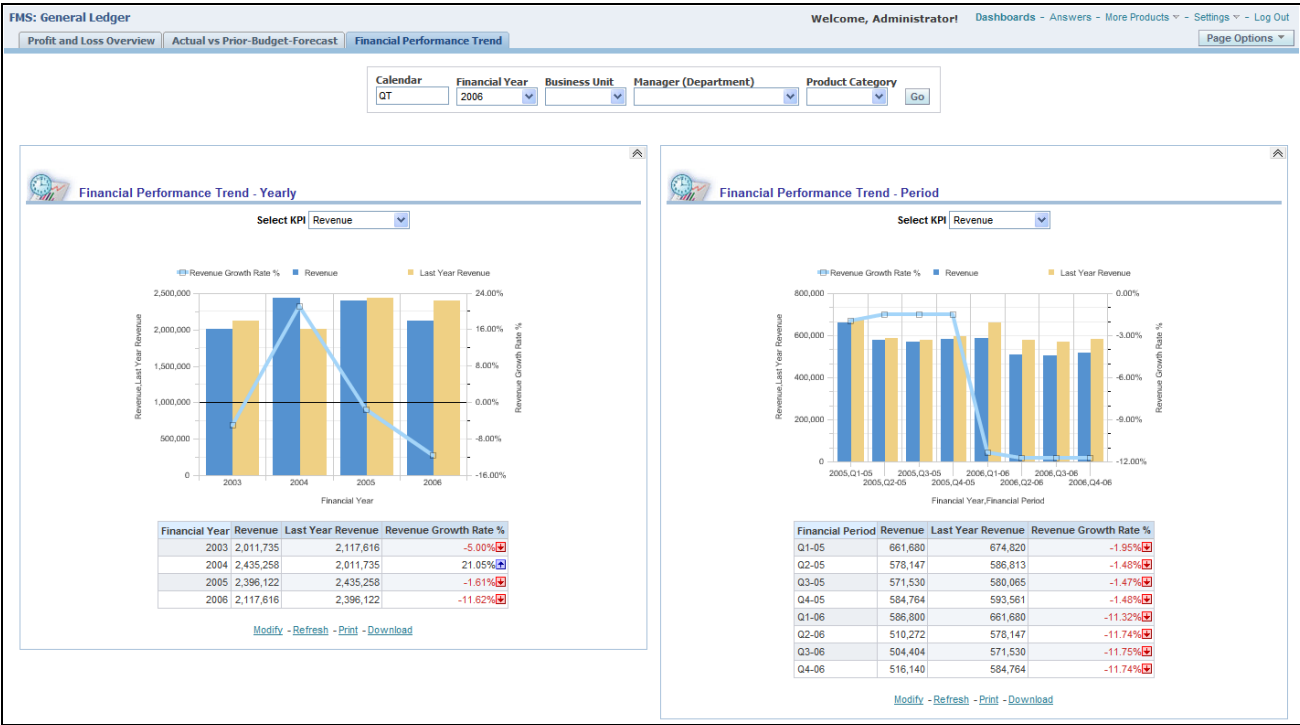 FMS: General Ledger
Welcome, Administrator! Dashboards - Answers - More Products - Settings - Log Out
Profit and Loss Overview Actual vs Prior-Budget-Forecast Financial Performance Trend
Page Options
Calendar Financial Year Business Unit Manager (Department) Product Category
QT 2006 Go
Financial Performance Trend - Yearly
Select KPI Revenue
Revenue Growth Rate % Revenue Last Year Revenue
2,500,000 24.00%
2,000,000 16.00%
1,500,000 8.00%
1,000,000 0.00%
500,000 -8.00%
0 -16.00%
Revenue,Last Year Revenue
Revenue Growth Rate %
2003 2004 2005 2006
Financial Year
Financial Year Revenue Last Year Revenue Revenue Growth Rate %
2003 2,011,735 2,117,616 -5.00%
2004 2,435,258 2,011,735 21.05%
2005 2,396,122 2,435,258 -1.61%
2006 2,117,616 2,396,122 -11.62%
Modify - Refresh - Print - Download
Financial Performance Trend - Period
Select KPI Revenue
Revenue Growth Rate % Revenue Last Year Revenue
800,000 0.00%
600,000 -3.00%
400,000 -6.00%
200,000 -9.00%
0 -12.00%
Revenue,Last Year Revenue
Revenue Growth Rate %
2005,Q1-05 2005,Q3-05 2006,Q1-06 2006,Q3-06
2005,Q2-05 2005,Q4-05 2006,Q2-06 2006,Q4-06
Financial Year,Financial Period
Financial Period Revenue Last Year Revenue Revenue Growth Rate %
Q1-05 661,680 674,820 -1.95%
Q2-05 578,147 586,813 -1.48%
Q3-05 571,530 580,065 -1.47%
Q4-05 584,764 593,561 -1.48%
Q1-06 586,800 661,680 -11.32%
Q2-06 510,272 578,147 -11.74%
Q3-06 504,404 571,530 -11.75%
Q4-06 516,140 584,764 -11.74%
Modify - Refresh - Print - Download